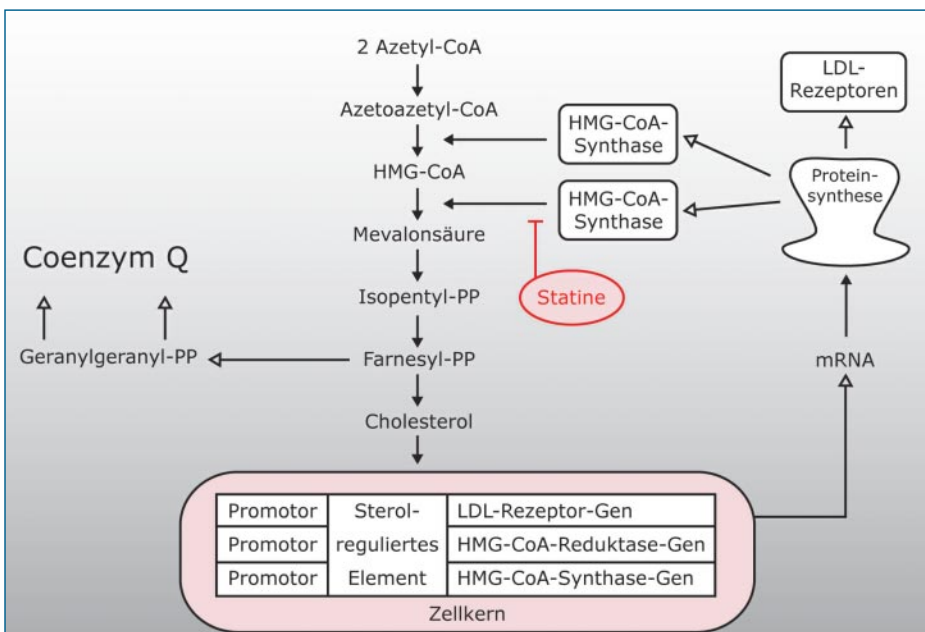 2 Azetyl-CoA
Azetoazetyl-CoA
HMG-CoA-
Synthase
LDL-
Rezeptoren
HMG-CoA
HMG-CoA-
Synthase
Protein-
synthese
Mevalonsäure
Coenzym Q
Isopentyl-PP
Statine
Geranylgeranyl-PP
Farnesyl-PP
mRNA
Cholesterol
Promotor
Sterol-
LDL-Rezeptor-Gen
Promotor
reguliertes
HMG-CoA-Reduktase-Gen
Promotor
Element
HMG-CoA-Synthase-Gen
Zellkern